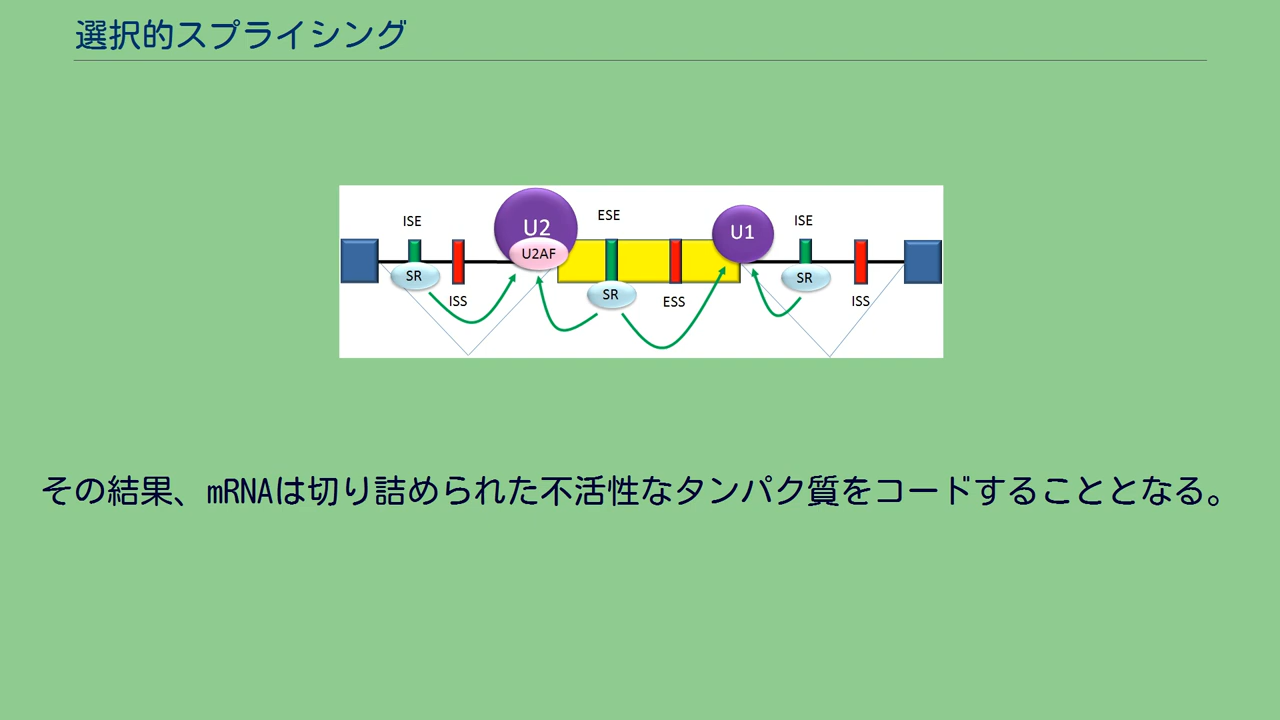 選択的スプライシング
ISE
U2
U2AF
ESE
U1
ISE
SR
SR
SR
ISS
ESS
ISS
その結果、mRNAは切り詰められた不活性なタンパク質をコードすることとなる。